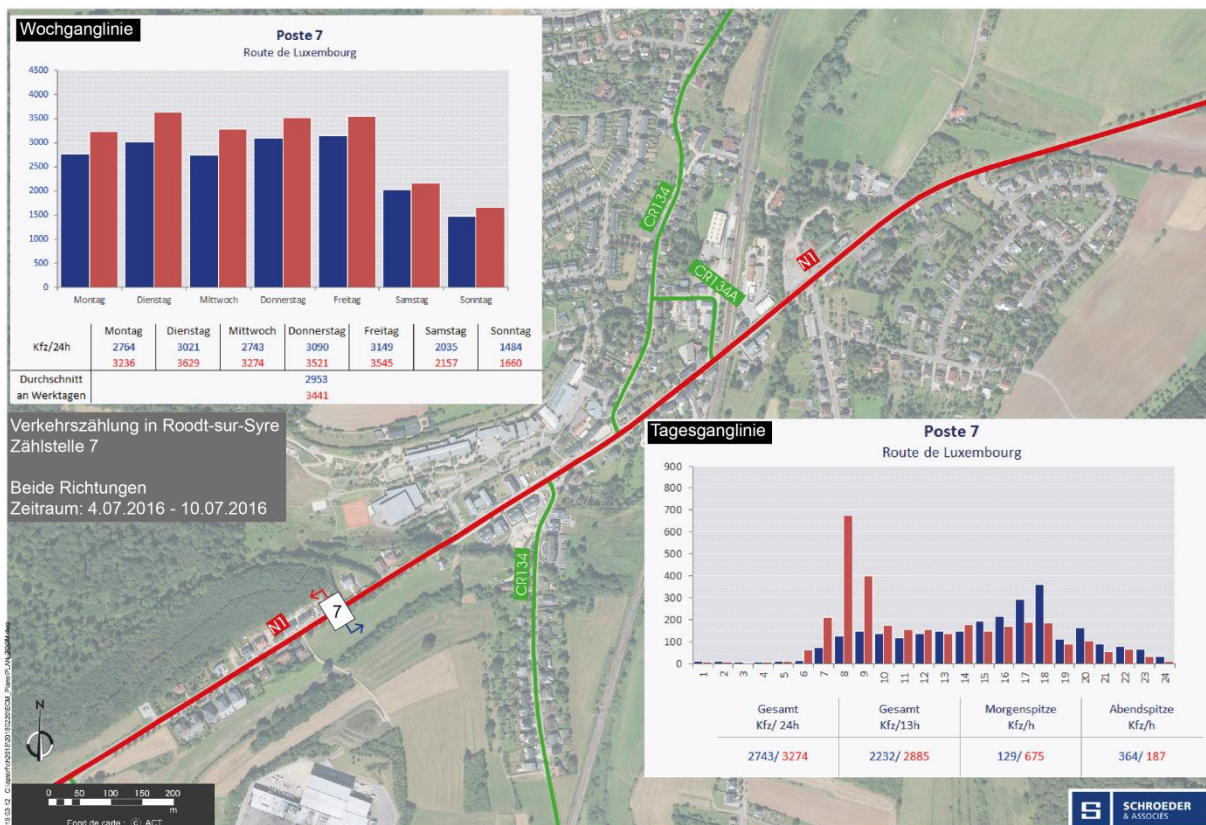 Wochganglinie
Poste 7
Route de Luxembourg
4500
4000
3500
3000
2500
2000
1500
1000
500
0
Montag Dienstag Mittwoch Donnerstag Freitag Samstag Sonntag
Montag Dienstag Mittwoch Donnerstag Freitag Samstag Sonntag
Kfz/24h 2764 3021 2743 3090 3149 2035 1484
3236 3629 3274 3521 3545 2157 1660
Durchschnitt 2953
an Werktagen 3441
Verkehrszählung in Roodt-sur-Syre
Zählstelle 7
Beide Richtungen
Zeitraum: 4.07.2016 - 10.07.2016
CR134
CR134A
N1
CR134
N1
7
Tagesganglinie
Poste 7
Route de Luxembourg
900
800
700
600
500
400
300
200
100
0
1 2 3 4 5 6 7 8 9 10 11 12 13 14 15 16 17 18 19 20 21 22 23 24
Gesamt Gesamt Morgenspitze Abendspitze
Kfz/ 24h Kfz/13h Kfz/h Kfz/h
2743/ 3274 2232/ 2885 129/ 675 364/ 187
N
0 50 100 150 200
m
Fond de carte : © ACT
S SCHROEDER
& ASSOCIÉS